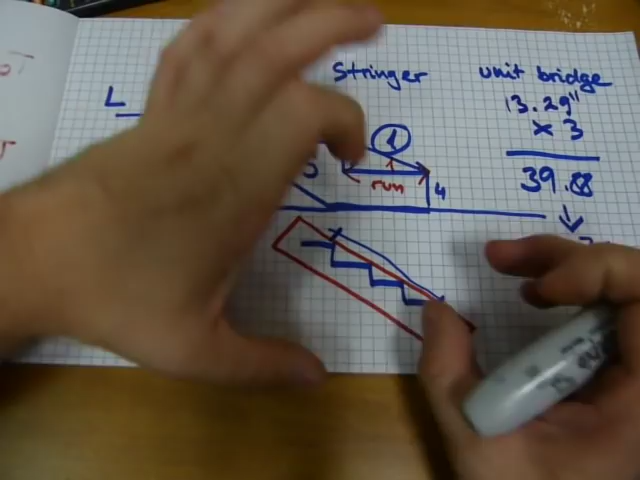 L
Stringer
unit bridge
13.29"
x 3
39.88
1
run
4